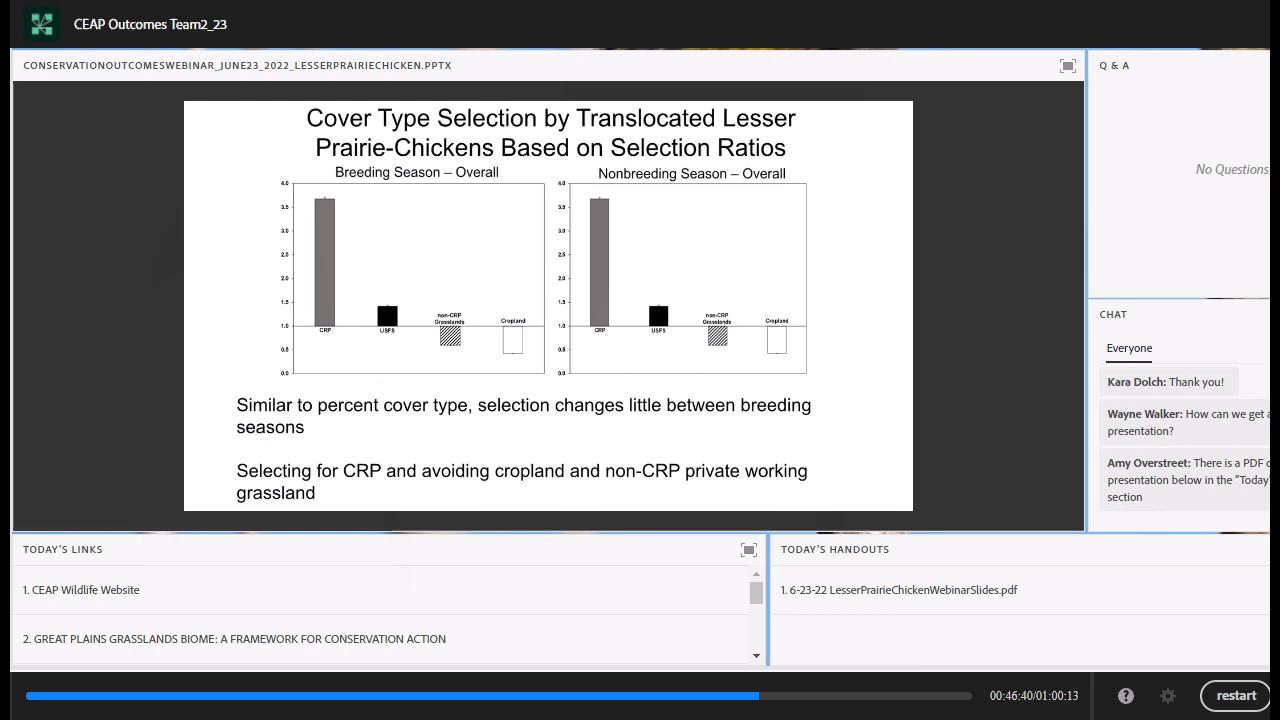 CEAP Outcomes Team2_23
CONSERVATIONOUTCOMESWEBINAR_JUNE23_2022_LESSERPRAIRIECHICKEN.PPTX
Cover Type Selection by Translocated Lesser
Prairie-Chickens Based on Selection Ratios
Breeding Season – Overall
4.0
3.5
3.0
2.5
2.0
1.5
1.0
0.5
0.0
CRP
USFS
non-CRP
Grasslands
Cropland
Nonbreeding Season – Overall
4.0
3.5
3.0
2.5
2.0
1.5
1.0
0.5
0.0
CRP
USFS
non-CRP
Grasslands
Cropland
Similar to percent cover type, selection changes little between breeding
seasons
Selecting for CRP and avoiding cropland and non-CRP private working
grassland
Q & A
No Questions
CHAT
Everyone
Kara Dolch: Thank you!
Wayne Walker: How can we get a
presentation?
Amy Overstreet: There is a PDF
presentation below in the "Today
section
TODAY'S LINKS
1. CEAP Wildlife Website
2. GREAT PLAINS GRASSLANDS BIOME: A FRAMEWORK FOR CONSERVATION ACTION
TODAY'S HANDOUTS
1. 6-23-22 LesserPrairieChickenWebinarSlides.pdf
00:46:40/01:00:13
?
restart